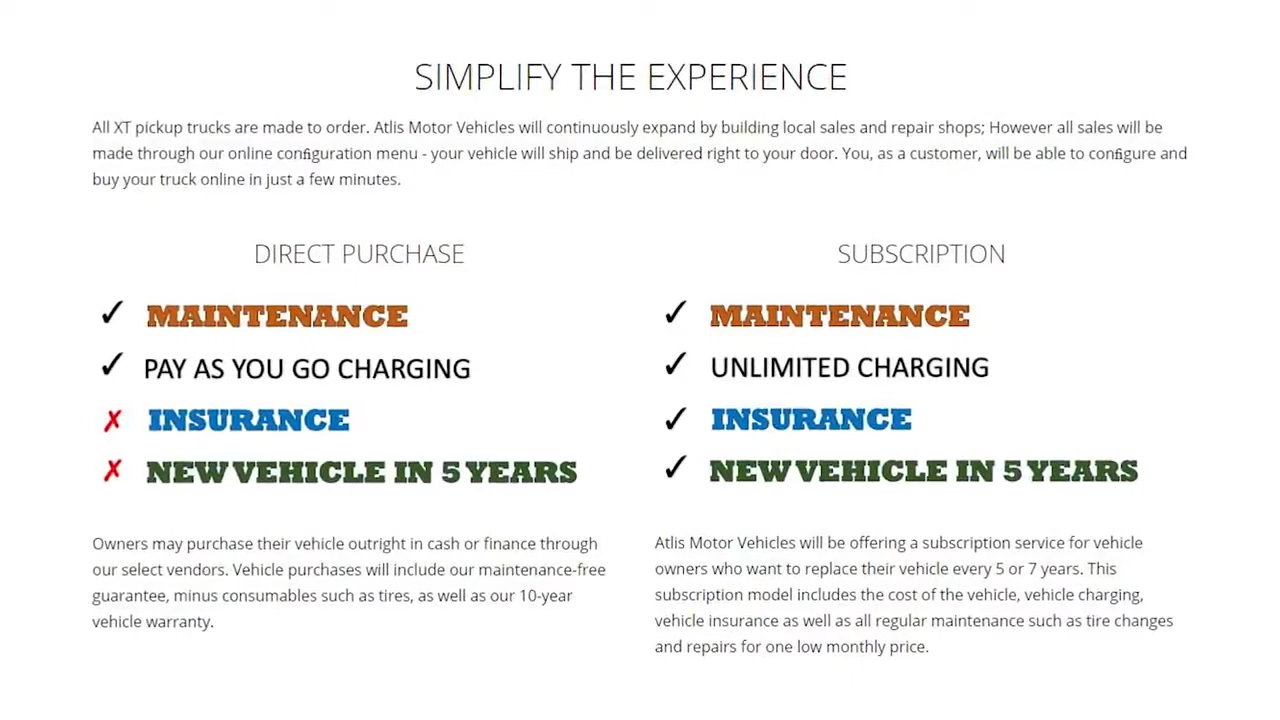 SIMPLIFY THE EXPERIENCE
All XT pickup trucks are made to order. Atlis Motor Vehicles will continuously expand by building local sales and repair shops; However all sales will be
made through our online configuration menu - your vehicle will ship and be delivered right to your door. You, as a customer, will be able to configure and
buy your truck online in just a few minutes.
DIRECT PURCHASE
✓ MAINTENANCE
✓ PAY AS YOU GO CHARGING
✗ INSURANCE
✗ NEW VEHICLE IN 5 YEARS
Owners may purchase their vehicle outright in cash or finance through
our select vendors. Vehicle purchases will include our maintenance-free
guarantee, minus consumables such as tires, as well as our 10-year
vehicle warranty.
SUBSCRIPTION
✓ MAINTENANCE
✓ UNLIMITED CHARGING
✓ INSURANCE
✓ NEW VEHICLE IN 5 YEARS
Atlis Motor Vehicles will be offering a subscription service for vehicle
owners who want to replace their vehicle every 5 or 7 years. This
subscription model includes the cost of the vehicle, vehicle charging,
vehicle insurance as well as all regular maintenance such as tire changes
and repairs for one low monthly price.